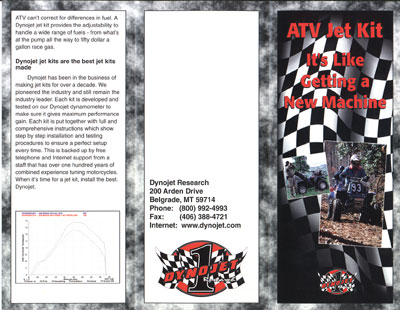 ATV can't correct for differences in fuel. A
Dynojet jet kit provides the adjustability to
handle a wide range of fuels - from what's
at the pump all the way to fifty dollar a
gallon race gas.
Dynojet jet kits are the best jet kits
made
Dynojet has been in the business of
making jet kits for over a decade. We
pioneered the industry and still remain the
industry leader. Each kit is developed and
tested on our Dynojet dynamometer to
make sure it gives maximum performance
gain. Each kit is put together with full and
comprehensive instructions which show
step by step installation and testing
procedures to ensure a perfect setup
every time. This is backed up by free
telephone and Internet support from a
staff that has over one hundred years of
combined experience tuning motorcycles.
When it's time for a jet kit, install the best.
Dynojet.
Dynojet Research
200 Arden Drive
Belgrade, MT 59714
Phone: (800) 992-4993
Fax: (406) 388-4721
Internet: www.dynojet.com
DYNOJET
1
ATV Jet Kit
It's Like
Getting a
New Machine
93
DYNOJET
1